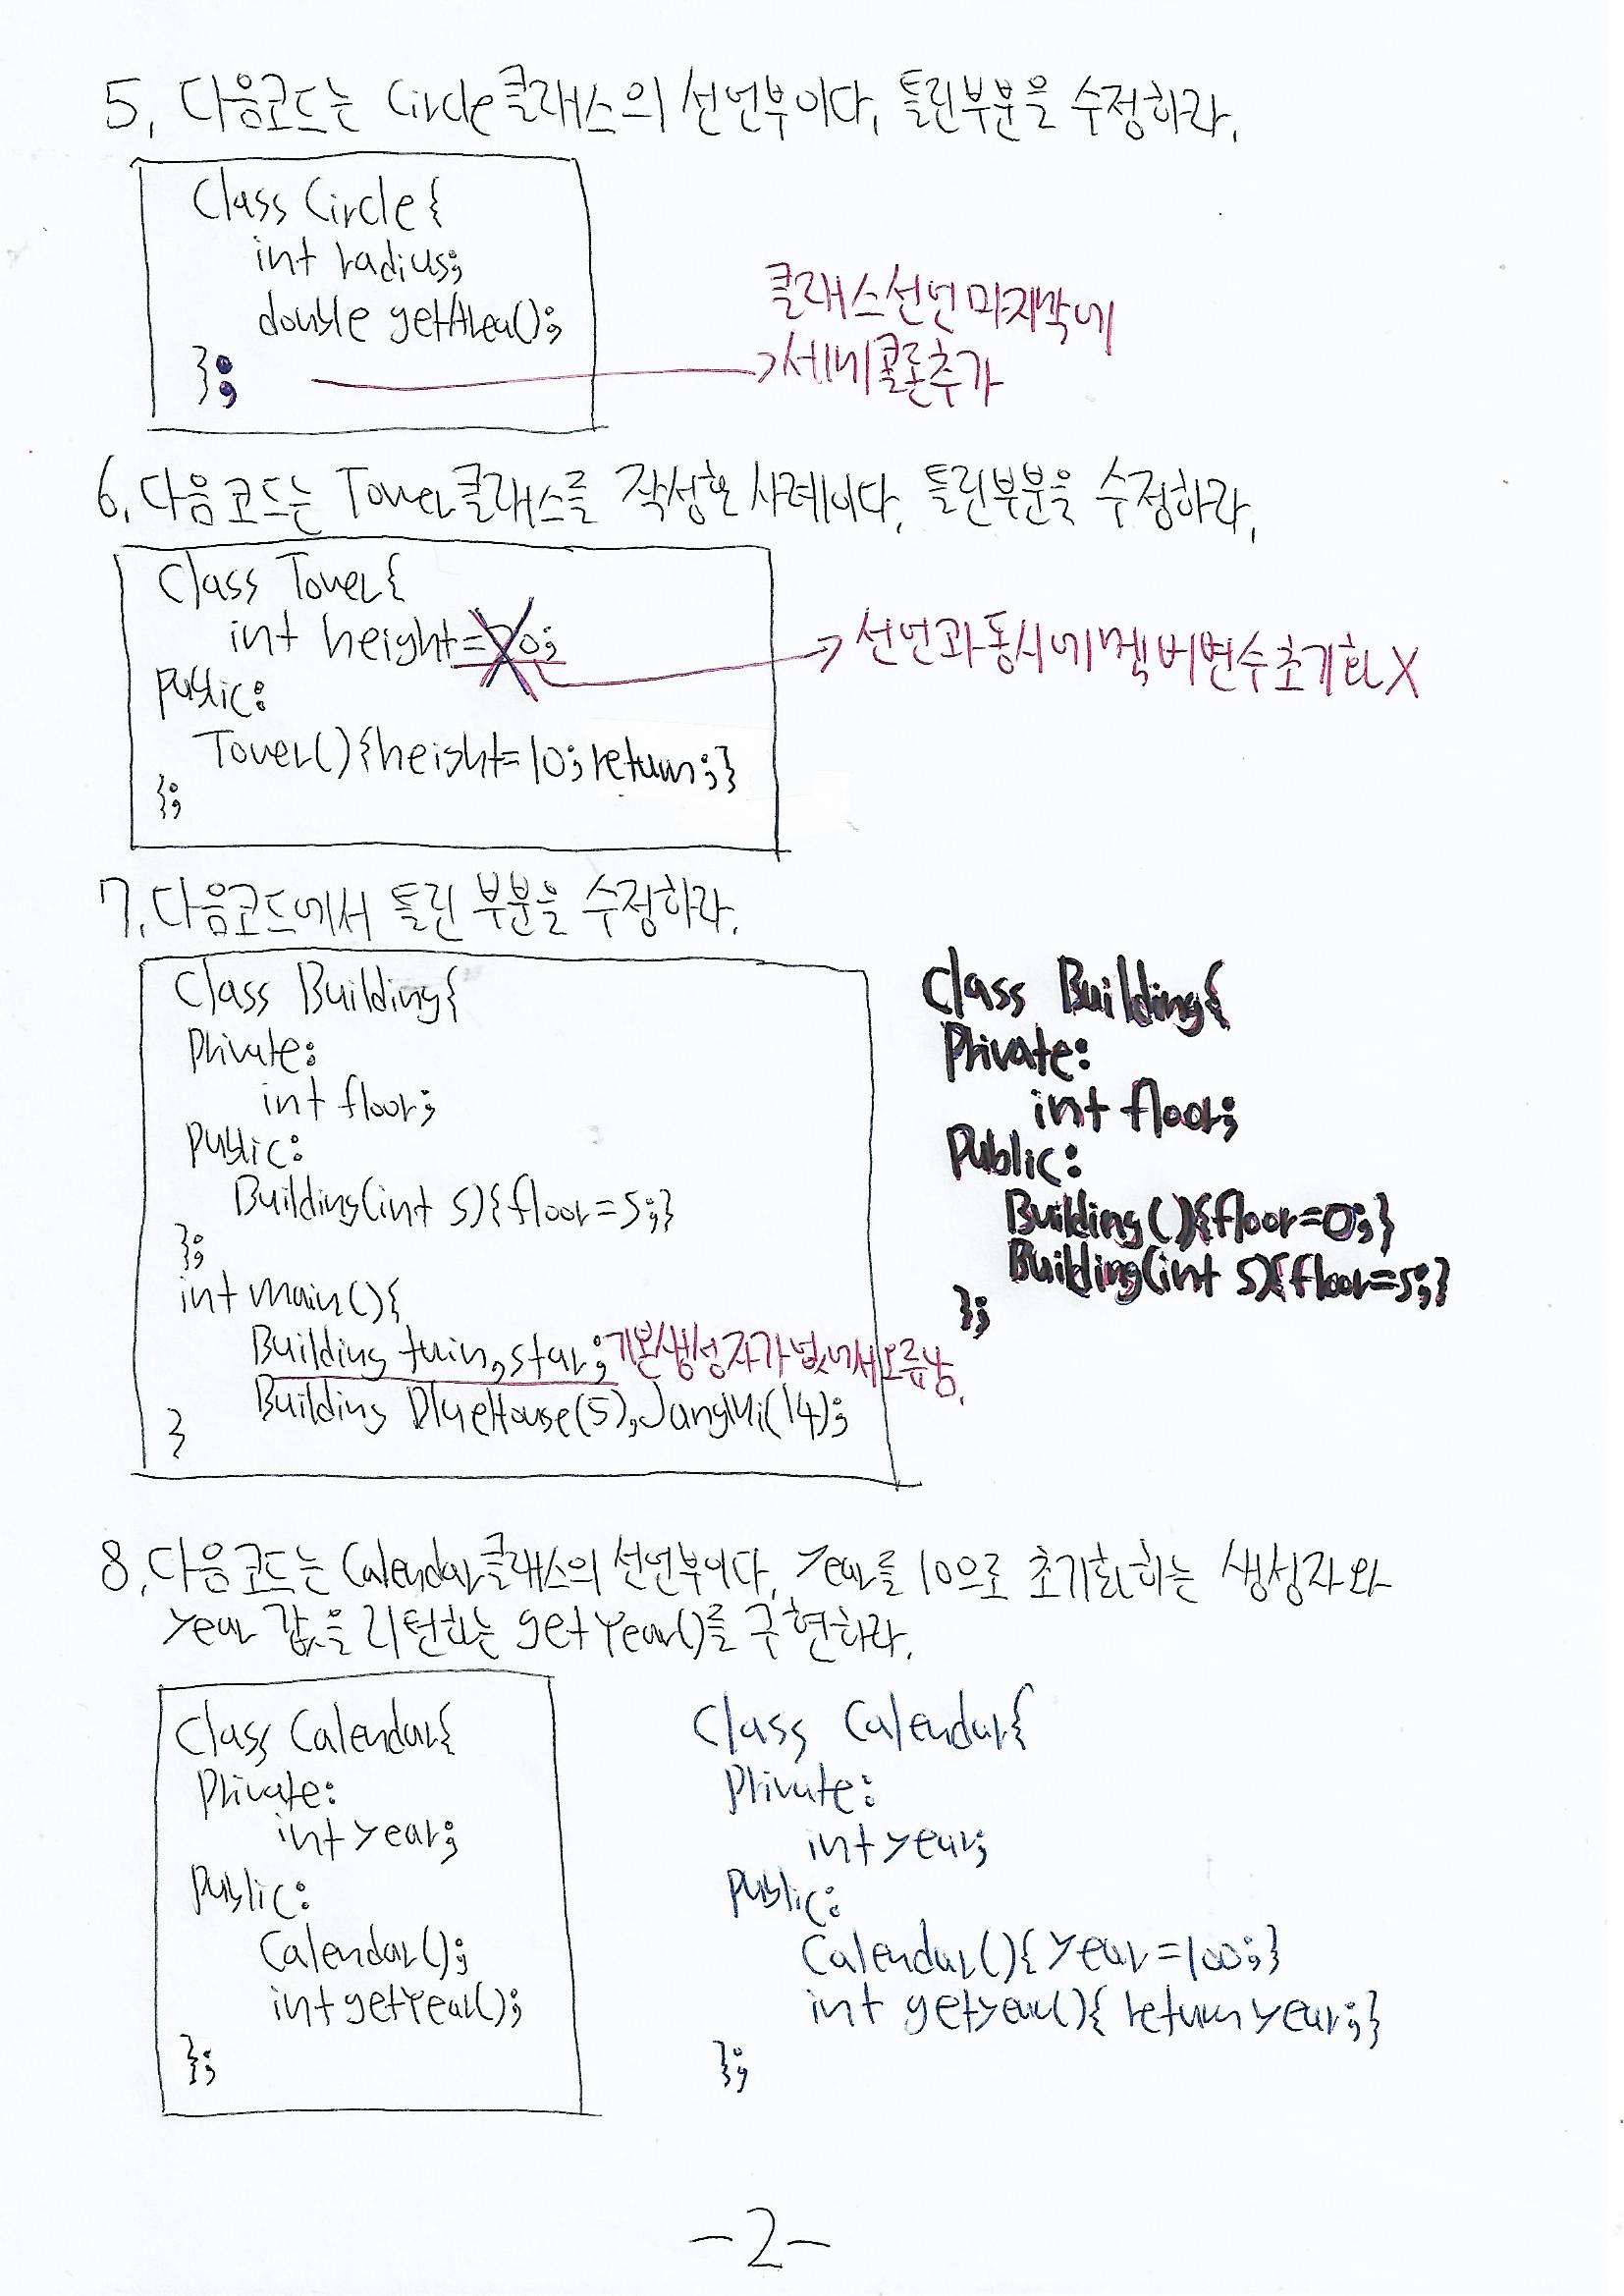 5. 다음코드는 Circle클래스의 선언부이다. 틀린부분을 수정하라.
Class Circle{
int radius;
double getArea();
};
클래스선언 마지막에
세미콜론추가
6. 다음코드는 Tower클래스를 작성한 사례이다. 틀린부분을 수정하라.
Class Tower{
int height=20;
선언과동시에멤버변수초기화X
public:
Tower(){height=10;return;}
};
7. 다음코드에서 틀린 부분을 수정하라.
Class Building{
Private:
int floor;
Public:
Building(int s){floor=s;}
};
int main(){
Building twin,star;
기본생성자가 없어서오류남.
Building BlueHouse(5),JangMi(14);
}
Class Building{
Private:
int floor;
Public:
Building(){floor=0;}
Building(int s){floor=s;}
};
8. 다음코드는 Calendar클래스의 선언부이다. Year를 10으로 초기화하는 생성자와
year 값을 리턴하는 getYear()를 구현하라.
Class Calendar{
Private:
int year;
Public:
Calendar();
int getYear();
};
Class Calendar{
Private:
int year;
Public:
Calendar(){year=100;}
int getyear(){return year;}
};
-2-